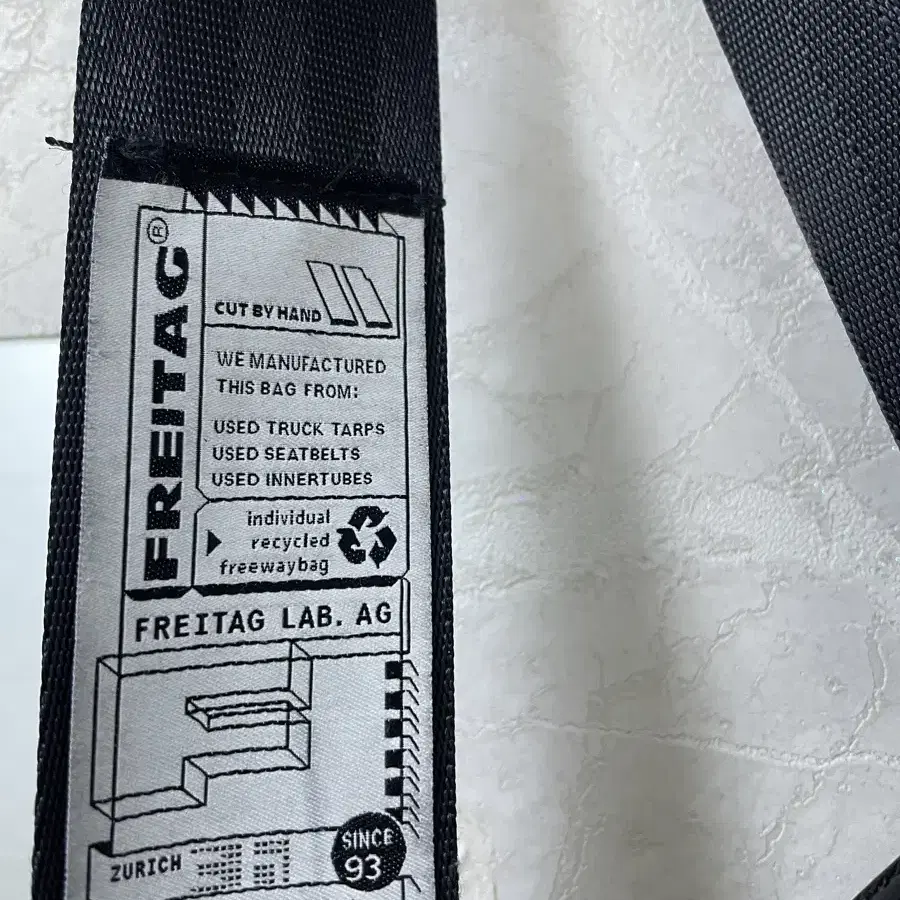 FREITAG®
CUT BY HAND
WE MANUFACTURED
THIS BAG FROM:
USED TRUCK TARPS
USED SEATBELTS
USED INNERTUBES
individual
recycled
freewaybag
FREITAG LAB. AG
F
ZURICH
SINCE
93